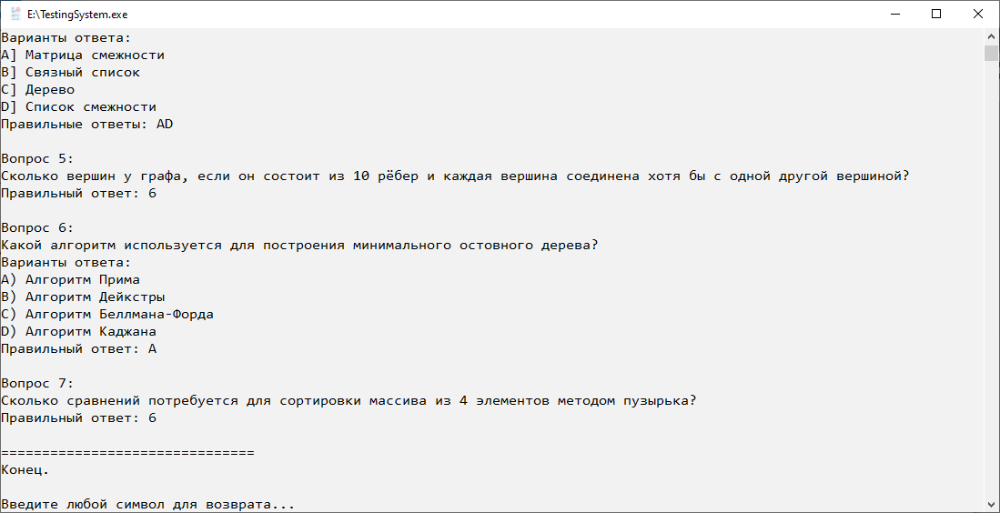 E:\TestingSystem.exe
Варианты ответа:
A] Матрица смежности
B] Связный список
C] Дерево
D] Список смежности
Правильные ответы: AD
Вопрос 5:
Сколько вершин у графа, если он состоит из 10 рёбер и каждая вершина соединена хотя бы с одной другой вершиной?
Правильный ответ: 6
Вопрос 6:
Какой алгоритм используется для построения минимального остовного дерева?
Варианты ответа:
A) Алгоритм Прима
B) Алгоритм Дейкстры
C) Алгоритм Беллмана-Форда
D) Алгоритм Каджана
Правильный ответ: A
Вопрос 7:
Сколько сравнений потребуется для сортировки массива из 4 элементов методом пузырька?
Правильный ответ: 6
===============================
Конец.
Введите любой символ для возврата...